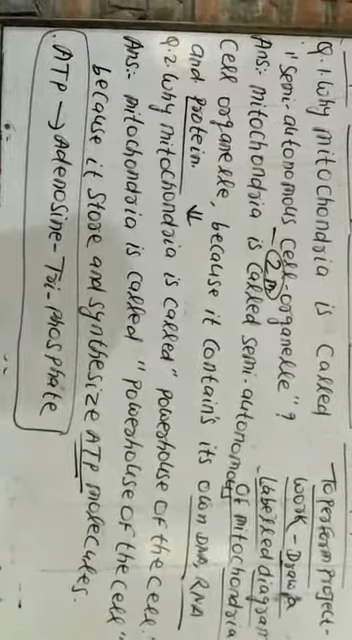 Q.1. Why mitochondria is called
"Semi-autonomous cell-organelle"?
- (2m)
Ans:- mitochondria is called semi-autonomous
cell organelle, because it contain's its own DNA, RNA
and protein.
Q.2. Why mitochondria is called "powerhouse of the cell."
Ans:- mitochondria is called "powerhouse of the cell"
because it store and synthesize ATP molecules.
ATP → Adenosine-Tri-phosphate
To perform project-
work - Draw a
labelled diagram
of mitochondria